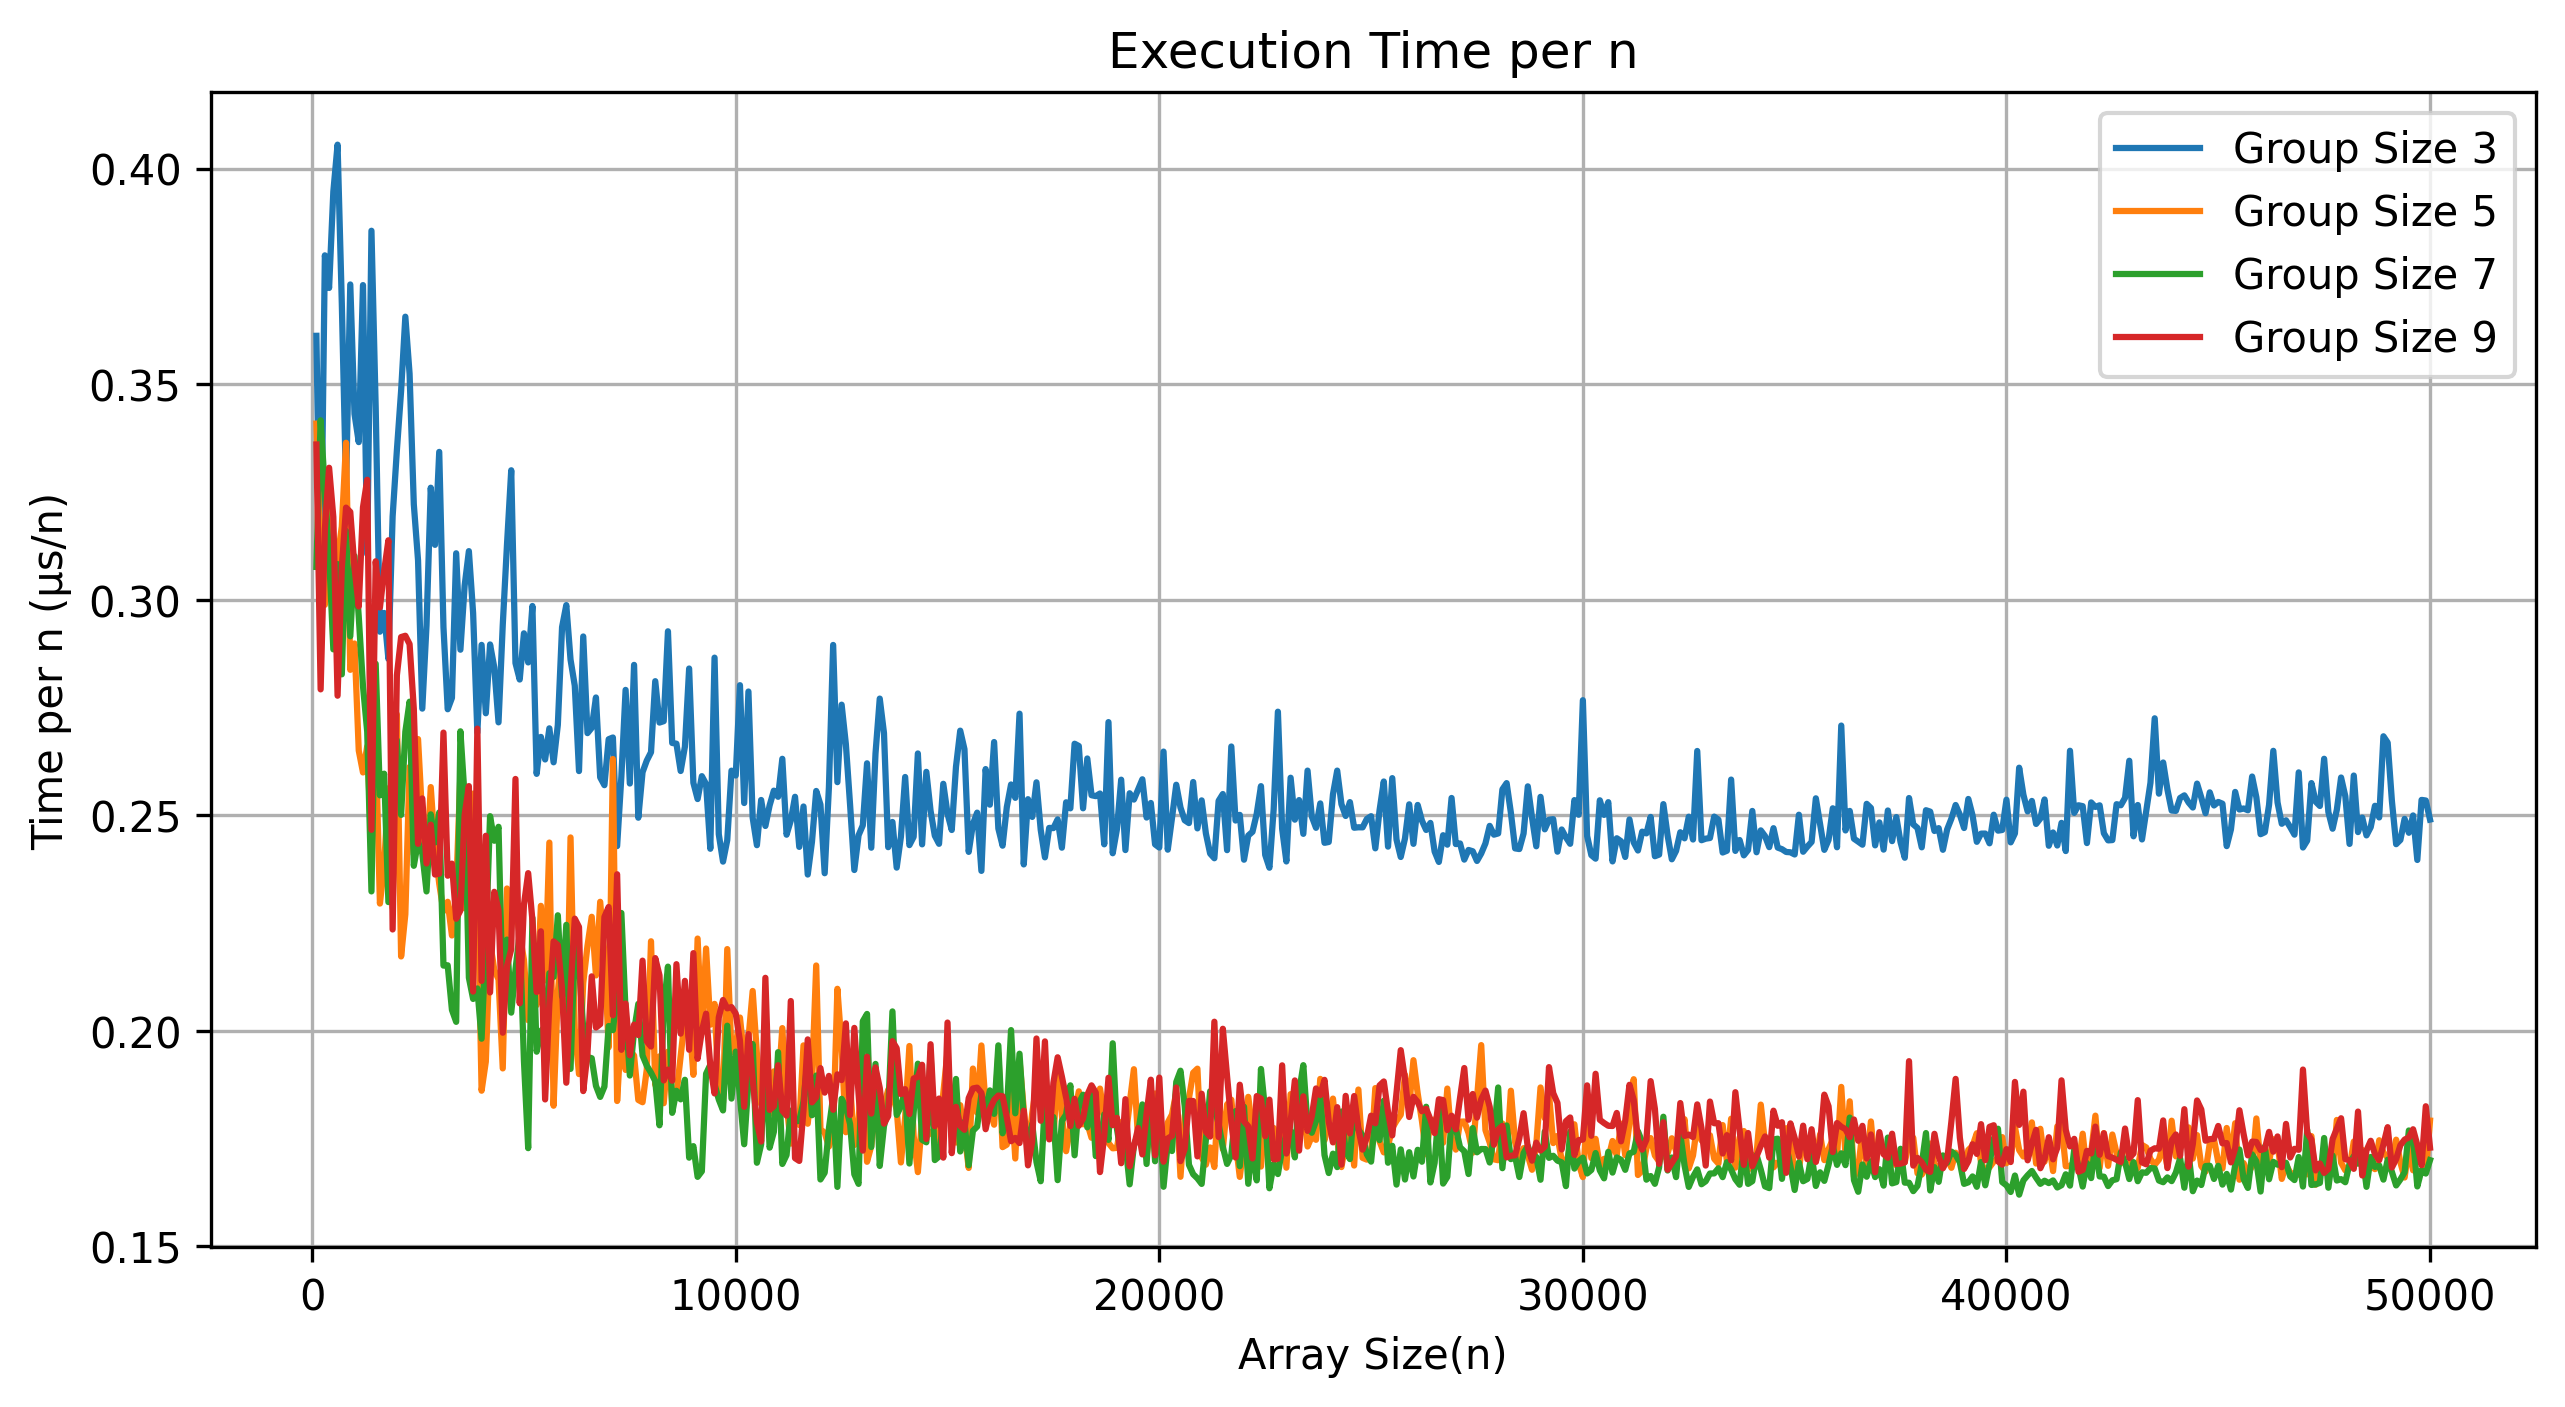 Execution Time per n
Time per n (µs/n)
0.40
0.35
0.30
0.25
0.20
0.15
Group Size 3
Group Size 5
Group Size 7
Group Size 9
0 10000 20000 30000 40000 50000
Array Size(n)